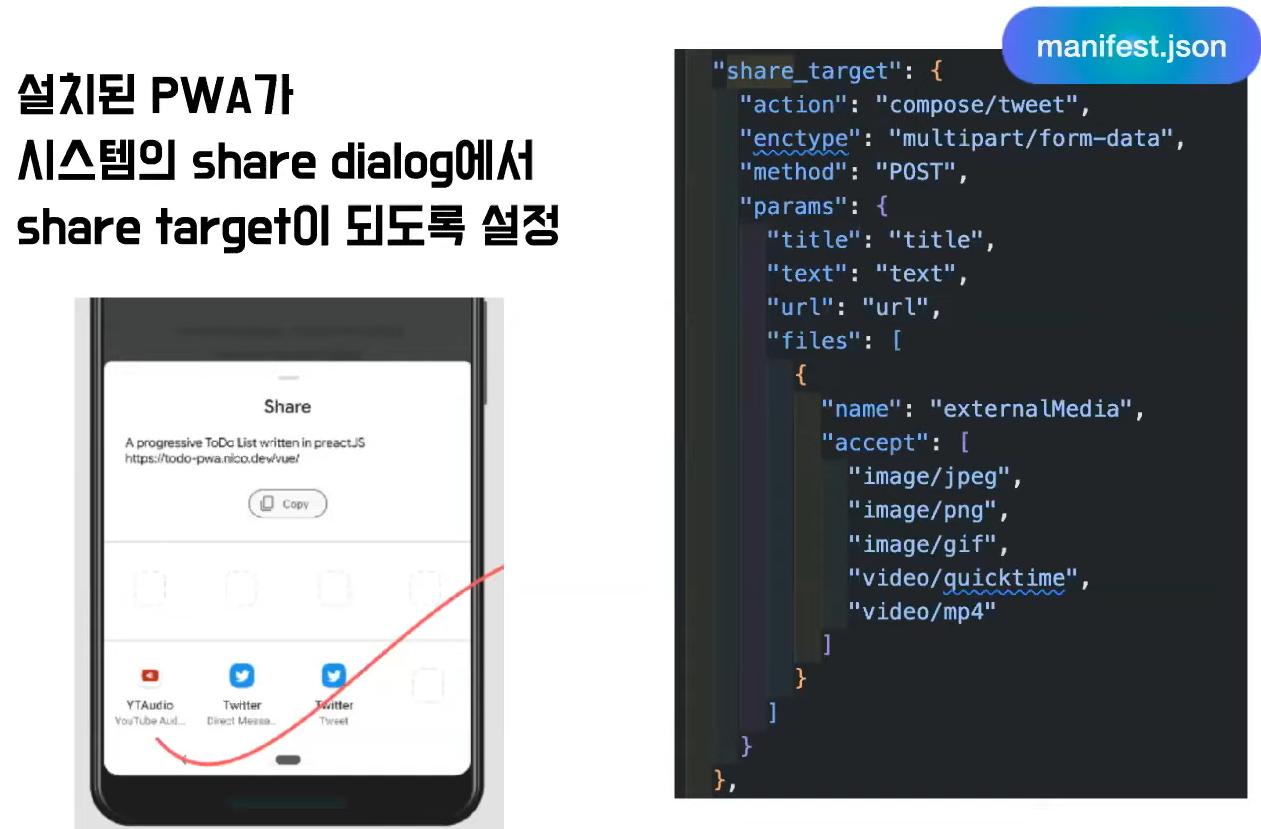 설치된 PWA가
시스템의 share dialog에서
share target이 되도록 설정
Share
A progressive ToDo List written in preactJS
https://todo-pwa.nico.dev/vue/
Copy
YTAudio
YouTube Aud...
Twitter
Direct Messa...
Twitter
Tweet
manifest.json
"share_target": {
"action": "compose/tweet",
"enctype": "multipart/form-data",
"method": "POST",
"params": {
"title": "title",
"text": "text",
"url": "url",
"files": [
{
"name": "externalMedia",
"accept": [
"image/jpeg",
"image/png",
"image/gif",
"video/quicktime",
"video/mp4"
]
}
]
}
},